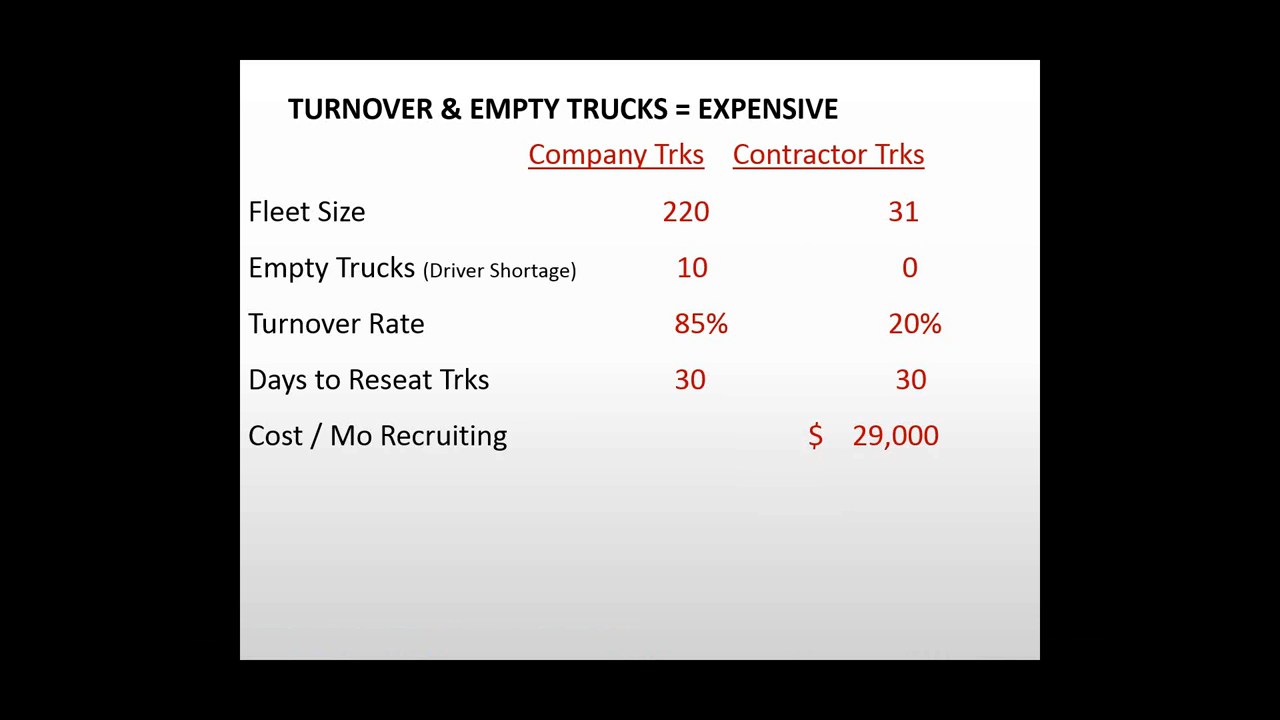 TURNOVER & EMPTY TRUCKS = EXPENSIVE
Company Trks Contractor Trks
Fleet Size 220 31
Empty Trucks (Driver Shortage) 10 0
Turnover Rate 85% 20%
Days to Reseat Trks 30 30
Cost / Mo Recruiting $ 29,000